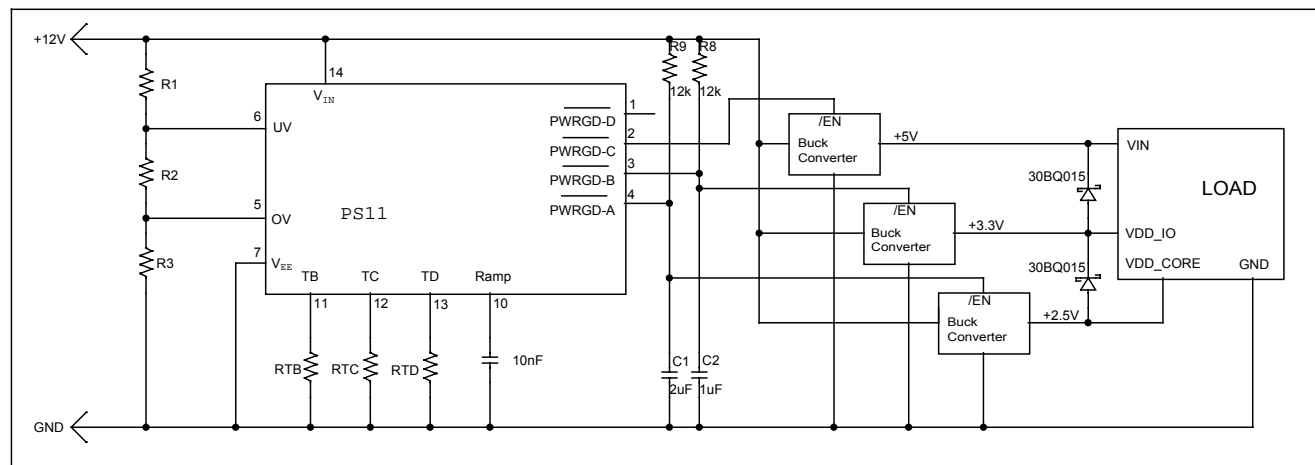 +12V
R1
R2
R3
GND
14
V_IN
6
UV
5
OV
7
V_EE
PS11
PWRGD-D
1
PWRGD-C
2
PWRGD-B
3
PWRGD-A
4
TB
TC
TD
Ramp
11
12
13
10
RTB
RTC
RTD
10nF
R9
R8
12k
12k
C1
2uF
C2
1uF
/EN
Buck
Converter
+5V
/EN
Buck
Converter
+3.3V
/EN
Buck
Converter
+2.5V
30BQ015
30BQ015
VIN
LOAD
VDD_IO
VDD_CORE
GND